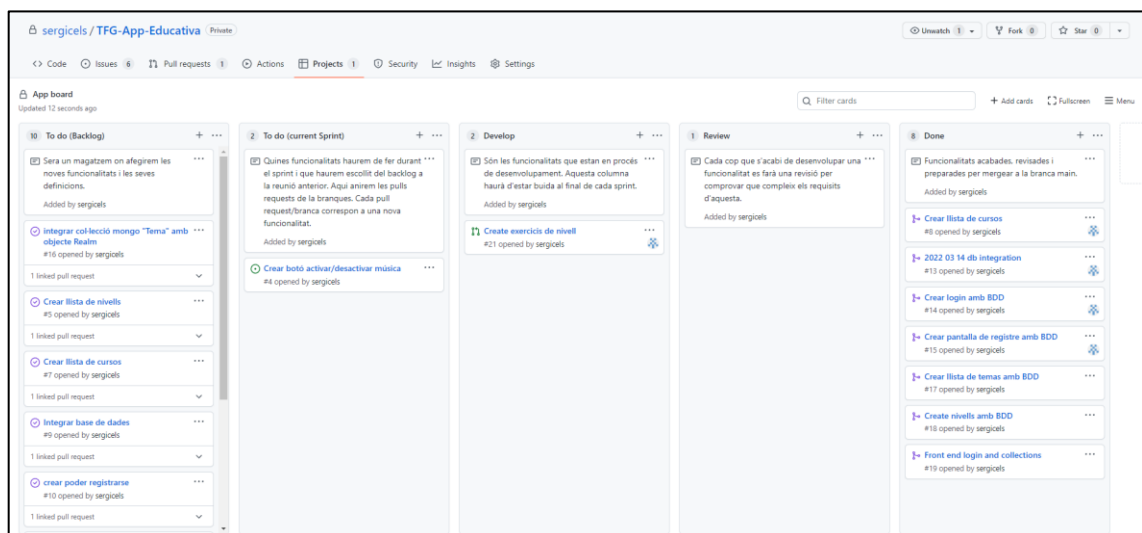 sergicels / TFG-App-Educativa Private
Unwatch 1
Fork 0
Star 0
Code
Issues 6
Pull requests 1
Actions
Projects 1
Security
Insights
Settings
App board
Updated 12 seconds ago
Filter cards
+ Add cards
Fullscreen
Menu
10 To do (Backlog)
Sera un magatzem on afegirem les
noves funcionalitats i les seves
definicions.
Added by sergicels
integrar col·lecció mongo "Tema" amb
objecte Realm
#16 opened by sergicels
1 linked pull request
Crear llista de nivells
#5 opened by sergicels
1 linked pull request
Crear llista de cursos
#7 opened by sergicels
1 linked pull request
Integrar base de dades
#9 opened by sergicels
1 linked pull request
crear poder registrarse
#10 opened by sergicels
1 linked pull request
2 To do (current Sprint)
Quines funcionalitats haurem de fer durant
el sprint i que haurem escollit del backlog a
la reunió anterior. Aqui anirem les pulls
requests de la branques. Cada pull
request/branca correspon a una nova
funcionalitat.
Added by sergicels
Crear botó activar/desactivar música
#4 opened by sergicels
2 Develop
Són les funcionalitats que estan en procés
de desenvolupament. Aquesta columna
haurà d'estar buida al final de cada sprint.
Added by sergicels
Create exercicis de nivell
#21 opened by sergicels
1 Review
Cada cop que s'acabi de desenvolupar una
funcionalitat es farà una revisió per
comprovar que compleix els requisits
d'aquesta.
Added by sergicels
8 Done
Funcionalitats acabades, revisades i
preparades per mergear a la branca main.
Added by sergicels
Crear llista de cursos
#8 opened by sergicels
2022 03 14 db integration
#13 opened by sergicels
Crear login amb BDD
#14 opened by sergicels
Crear pantalla de registre amb BDD
#15 opened by sergicels
Crear llista de temas amb BDD
#17 opened by sergicels
Create nivells amb BDD
#18 opened by sergicels
Front end login and collections
#19 opened by sergicels